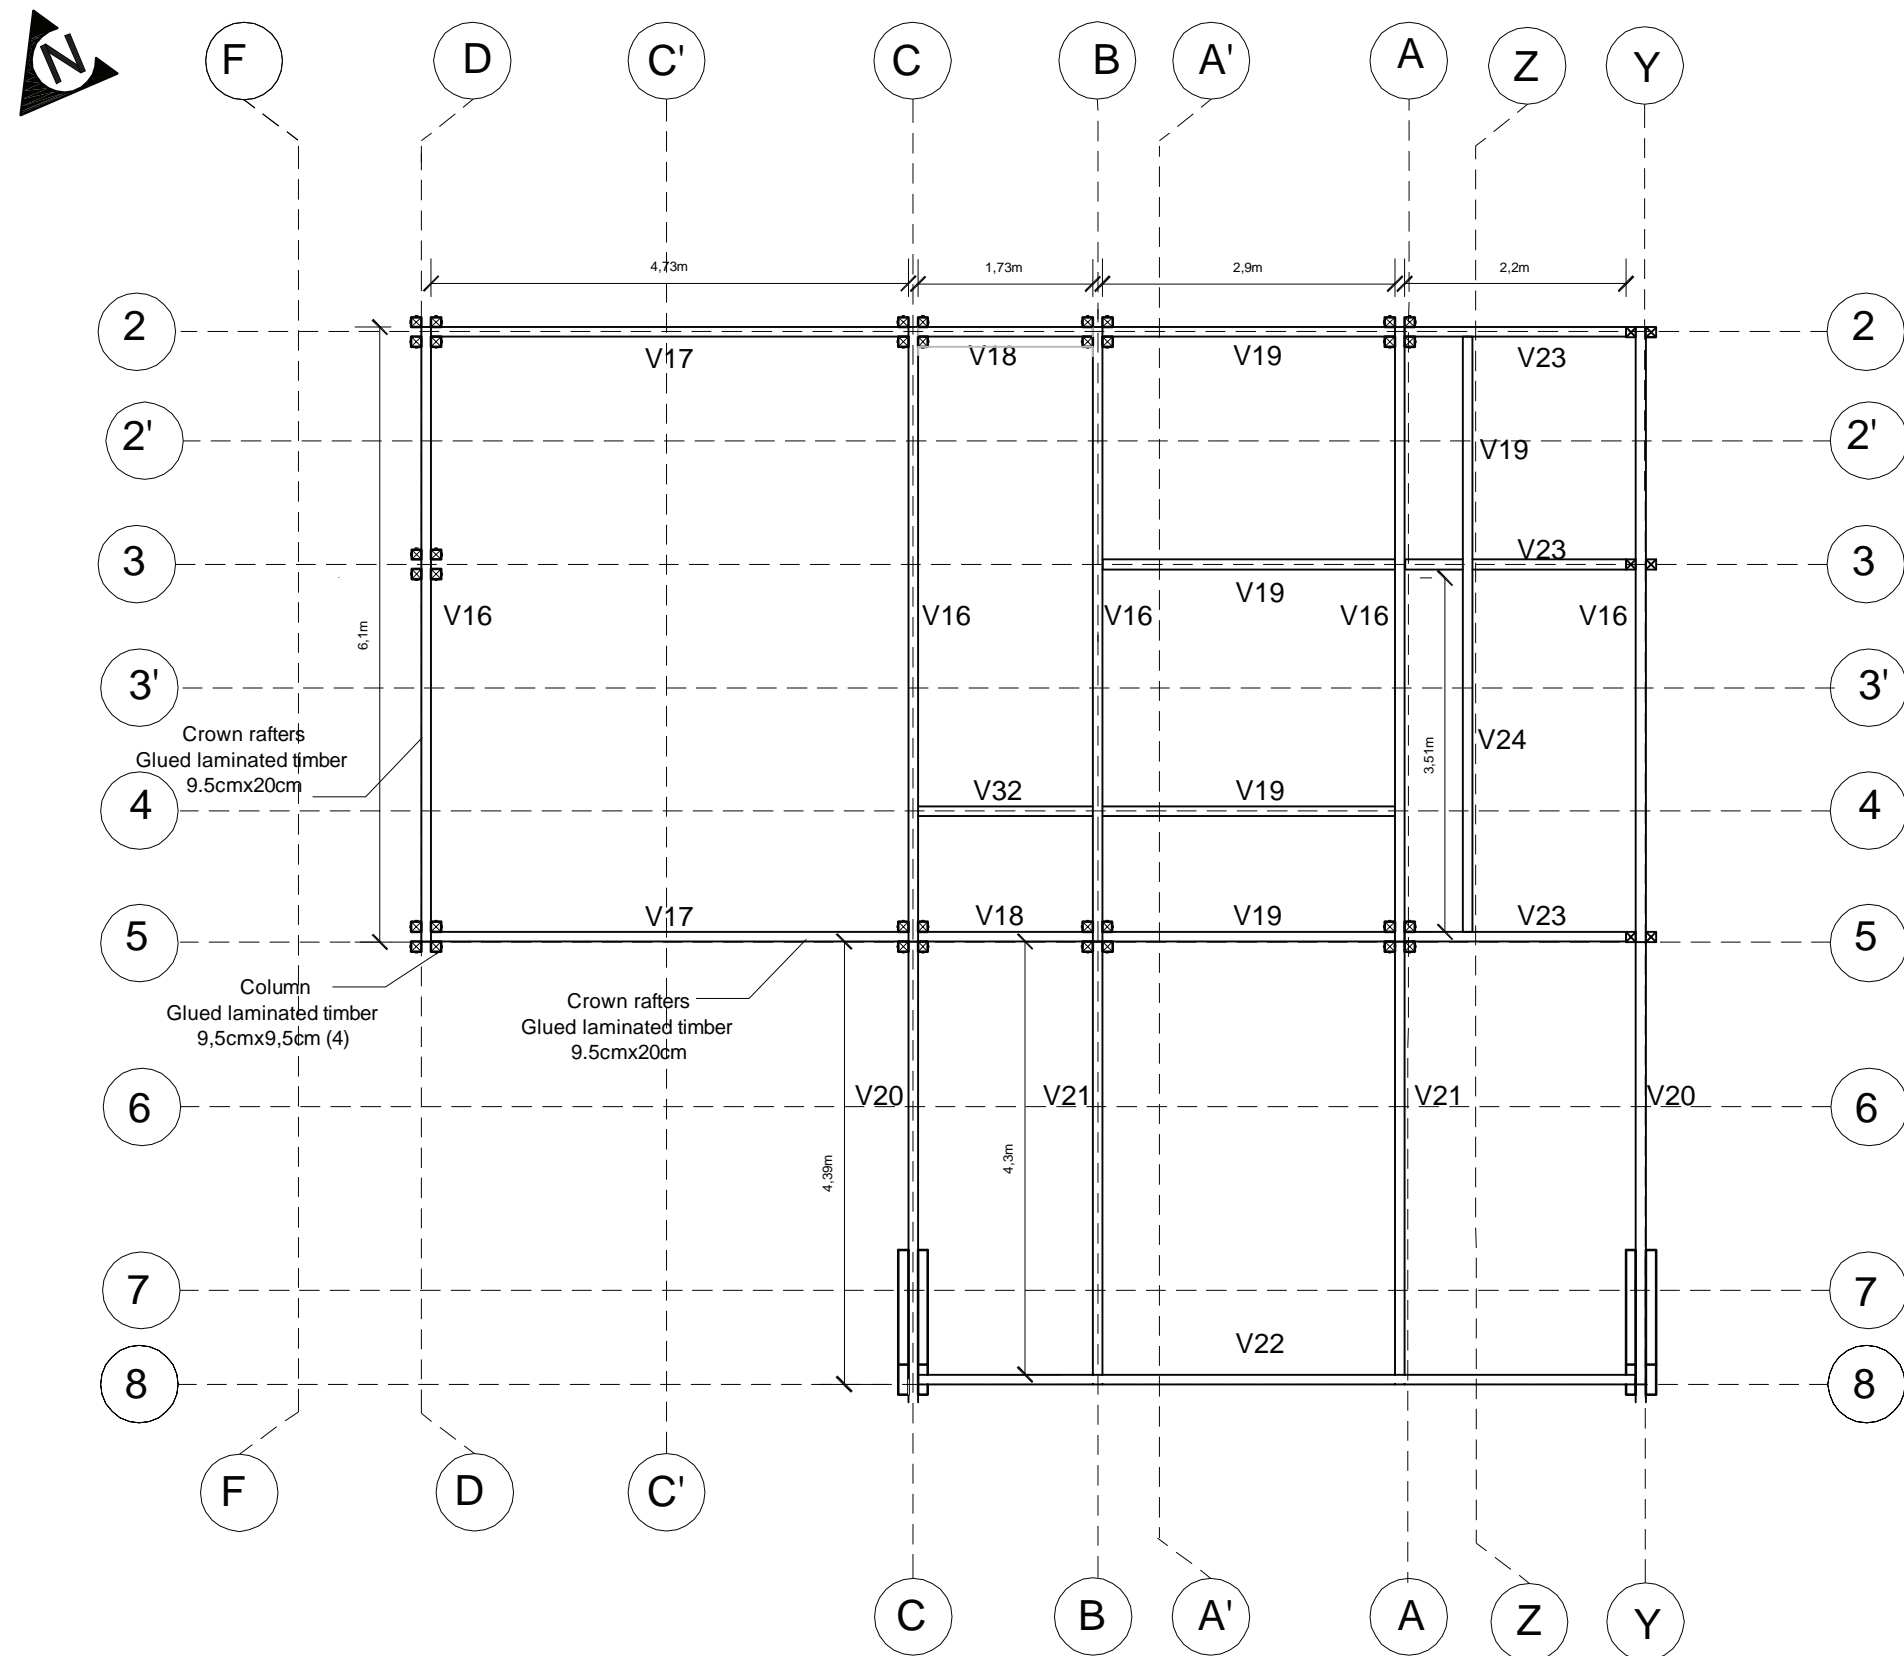 N
F
D
C'
C
B
A'
A
Z
Y
4,73m
1,73m
2,9m
2,2m
2
2
V17
V18
V19
V23
2'
2'
V19
3
V23
3
V19
6,1m
V16
V16
V16
V16
V16
3'
3'
Crown rafters
Glued laminated timber
9.5cmx20cm
3,51m
V24
4
V32
V19
4
5
V17
V18
V19
V23
5
Column
Glued laminated timber
9,5cmx9,5cm (4)
Crown rafters
Glued laminated timber
9.5cmx20cm
6
V20
V21
V21
V20
6
4,39m
4,3m
7
7
V22
8
8
F
D
C'
C
B
A'
A
Z
Y